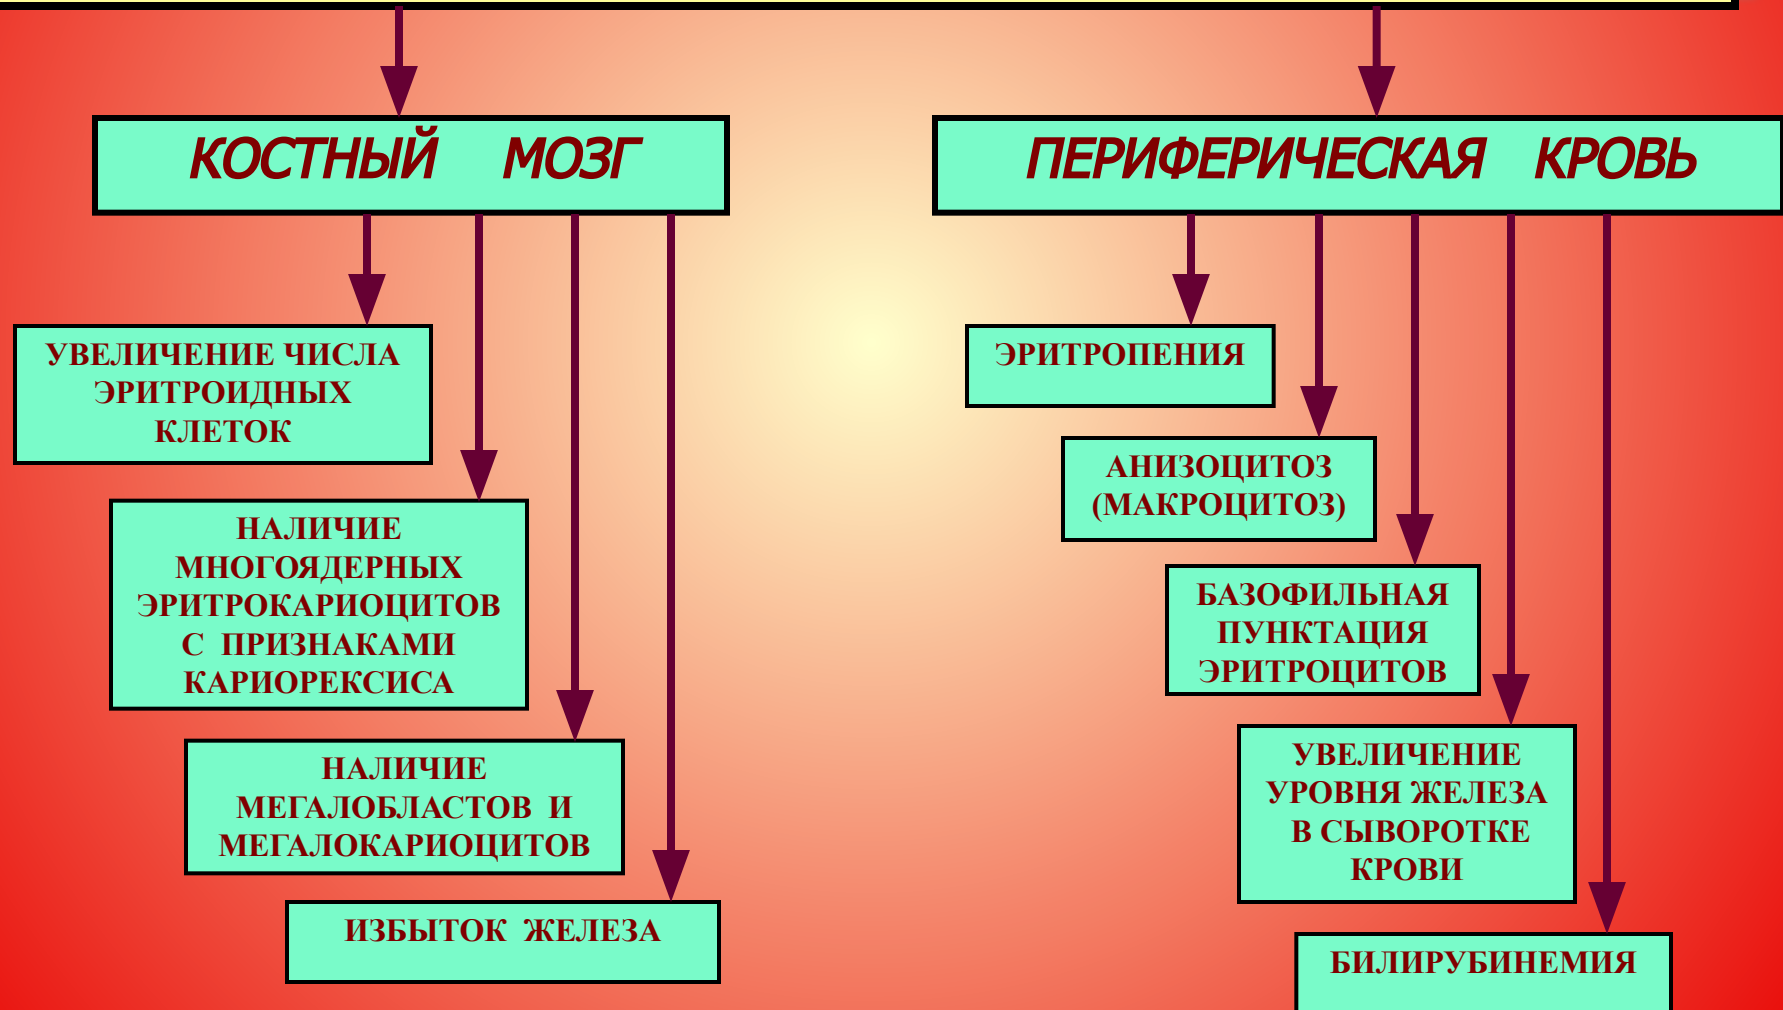 КОСТНЫЙ МОЗГ
УВЕЛИЧЕНИЕ ЧИСЛА
ЭРИТРОИДНЫХ
КЛЕТОК
НАЛИЧИЕ
МНОГОЯДЕРНЫХ
ЭРИТРОКАРИОЦИТОВ
С ПРИЗНАКАМИ
КАРИОРЕКСИСА
НАЛИЧИЕ
МЕГАЛОБЛАСТОВ И
МЕГАЛОКАРИОЦИТОВ
ИЗБЫТОК ЖЕЛЕЗА
ПЕРИФЕРИЧЕСКАЯ КРОВЬ
ЭРИТРОПЕНИЯ
АНИЗОЦИТОЗ
(МАКРОЦИТОЗ)
БАЗОФИЛЬНАЯ
ПУНКТАЦИЯ
ЭРИТРОЦИТОВ
УВЕЛИЧЕНИЕ
УРОВНЯ ЖЕЛЕЗА
В СЫВОРОТКЕ
КРОВИ
БИЛИРУБИНЕМИЯ